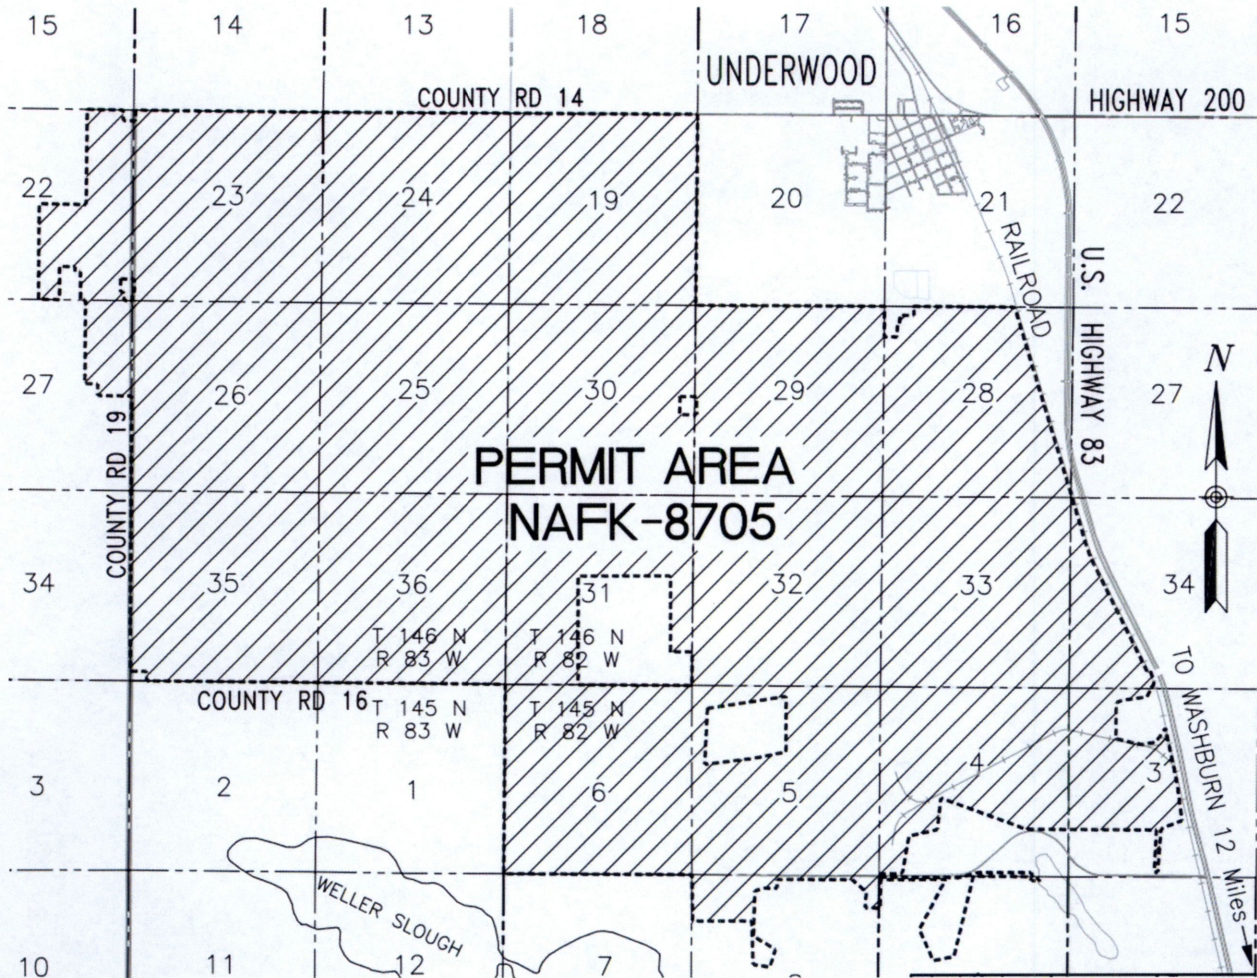 15 14 13 18 17 16 15
UNDERWOOD
COUNTY RD 14
HIGHWAY 200
22 23 24 19 20 21 22
RAILROAD
U.S. HIGHWAY 83
N
27 26 25 30 29 28 27
COUNTY RD 19
PERMIT AREA
NAFK-8705
34 35 36 31 32 33 34
T 146 N T 146 N
R 83 W R 82 W
TO WASHBURN 12 Miles
COUNTY RD 16
T 145 N T 145 N
R 83 W R 82 W
3 2 1 6 5 4 3
WELLER SLOUGH
10 11 12 7